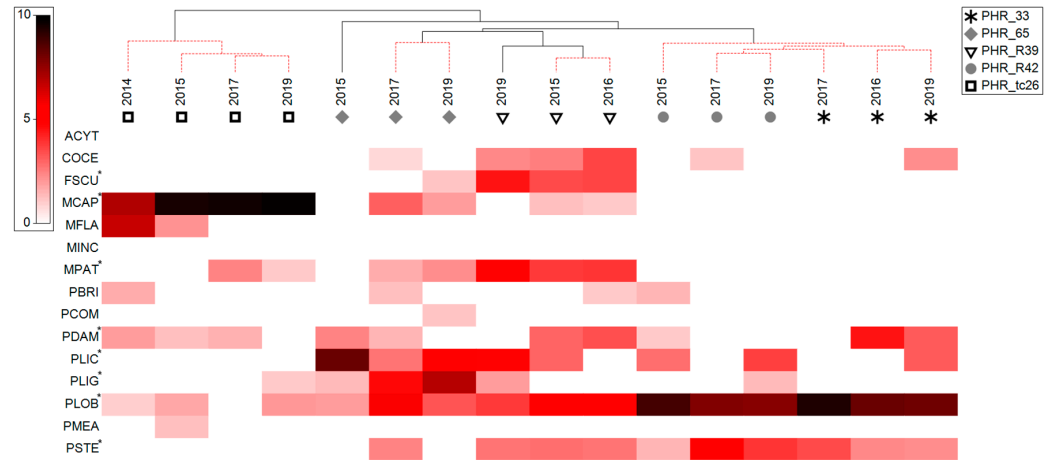 10
5
0
PHR_33
PHR_65
PHR_R39
PHR_R42
PHR_tc26
2014 2015 2017 2019 2015 2017 2019 2019 2015 2016 2015 2017 2019 2017 2016 2019
ACYT
COCE
FSCU*
MCAP*
MFLA
MINC
MPAT*
PBRI
PCOM
PDAM*
PLIC*
PLIG*
PLOB*
PMEA
PSTE*